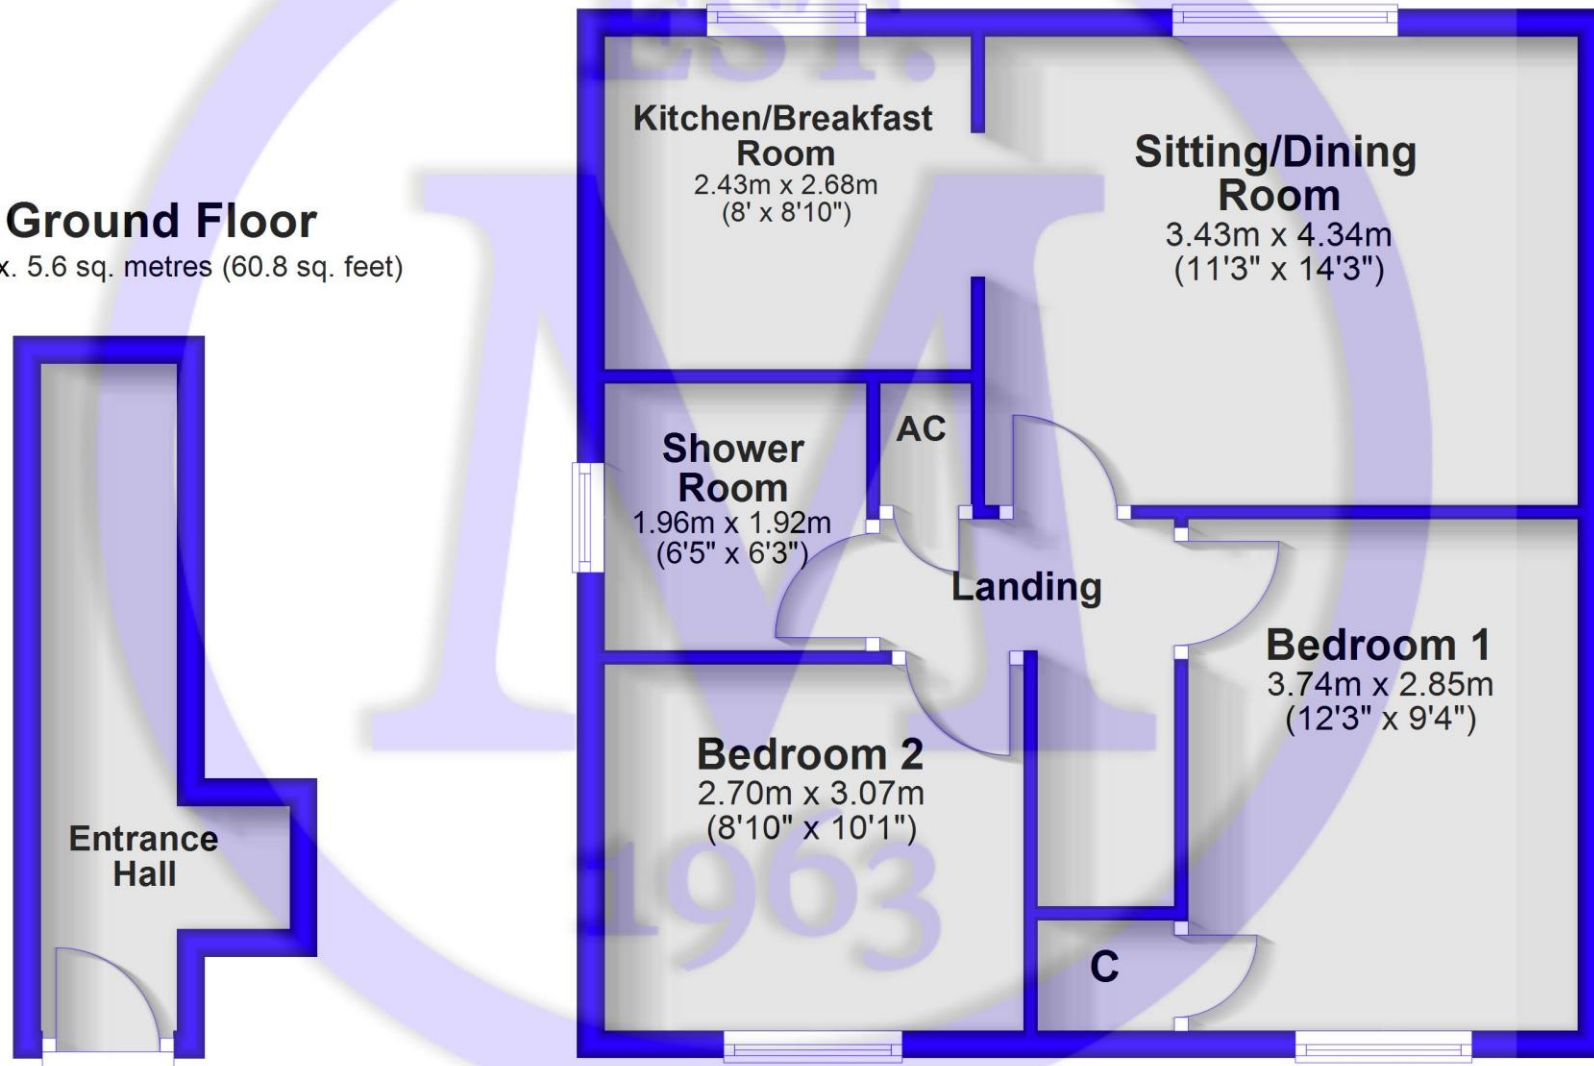 EST.
Kitchen/Breakfast
Room
2.43m x 2.68m
(8' x 8'10")
Sitting/Dining
Room
3.43m x 4.34m
(11'3" x 14'3")
Ground Floor
x. 5.6 sq. metres (60.8 sq. feet)
M
AC
Shower
Room
1.96m x 1.92m
(6'5" x 6'3")
Landing
Bedroom 1
3.74m x 2.85m
(12'3" x 9'4")
Bedroom 2
2.70m x 3.07m
(8'10" x 10'1")
Entrance
Hall
1963
C